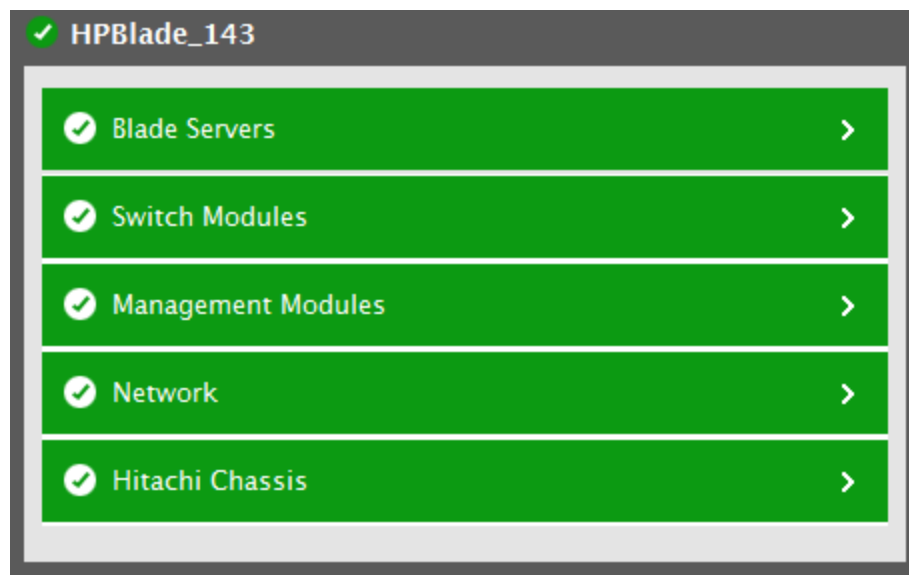 HPBlade_143
Blade Servers
Switch Modules
Management Modules
Network
Hitachi Chassis